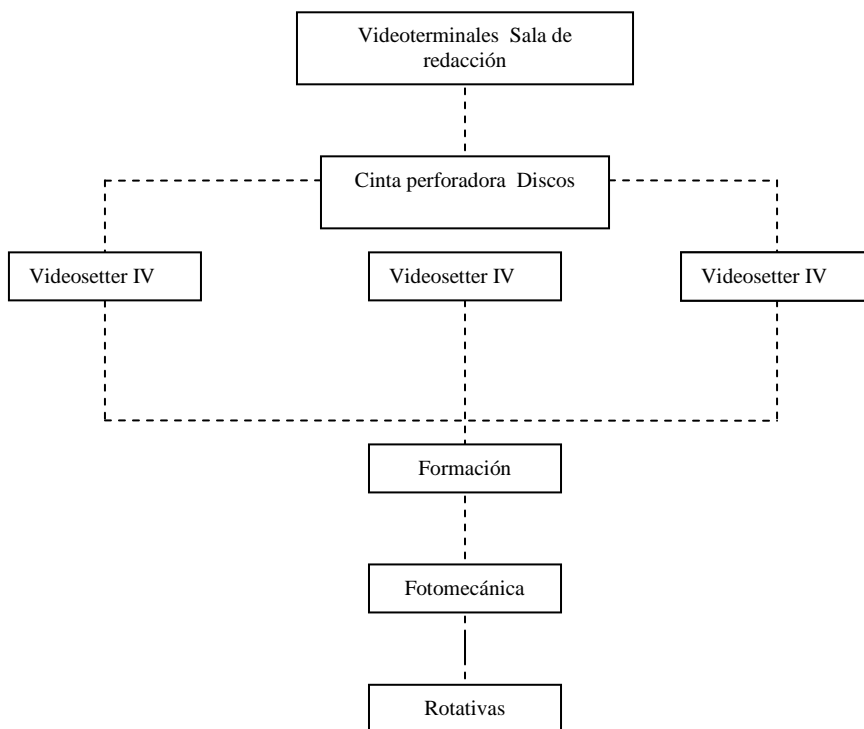 Videoterminales  Sala de
redacción
Cinta perforadora  Discos
Videosetter IV
Videosetter IV
Videosetter IV
Formación
Fotomecánica
Rotativas